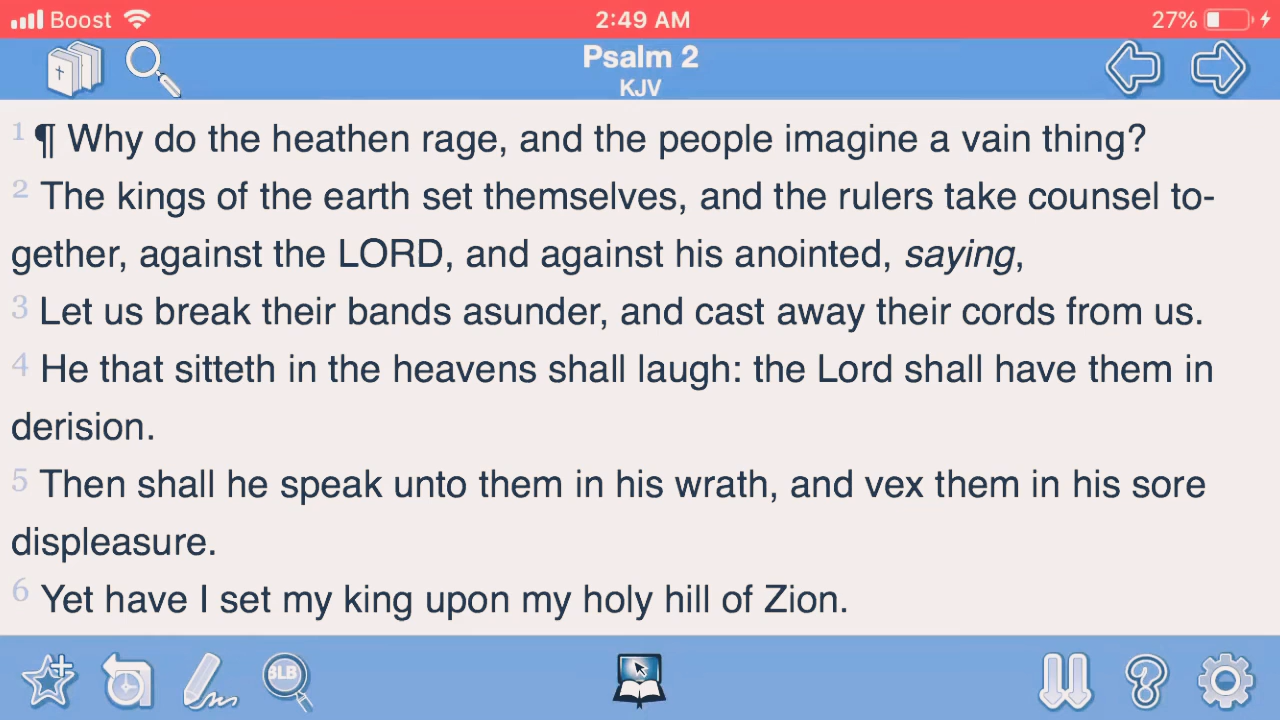 Boost 2:49 AM 27%
Psalm 2
KJV
1 ¶ Why do the heathen rage, and the people imagine a vain thing?
2 The kings of the earth set themselves, and the rulers take counsel to-
gether, against the LORD, and against his anointed, saying,
3 Let us break their bands asunder, and cast away their cords from us.
4 He that sitteth in the heavens shall laugh: the Lord shall have them in
derision.
5 Then shall he speak unto them in his wrath, and vex them in his sore
displeasure.
6 Yet have I set my king upon my holy hill of Zion.
BLB